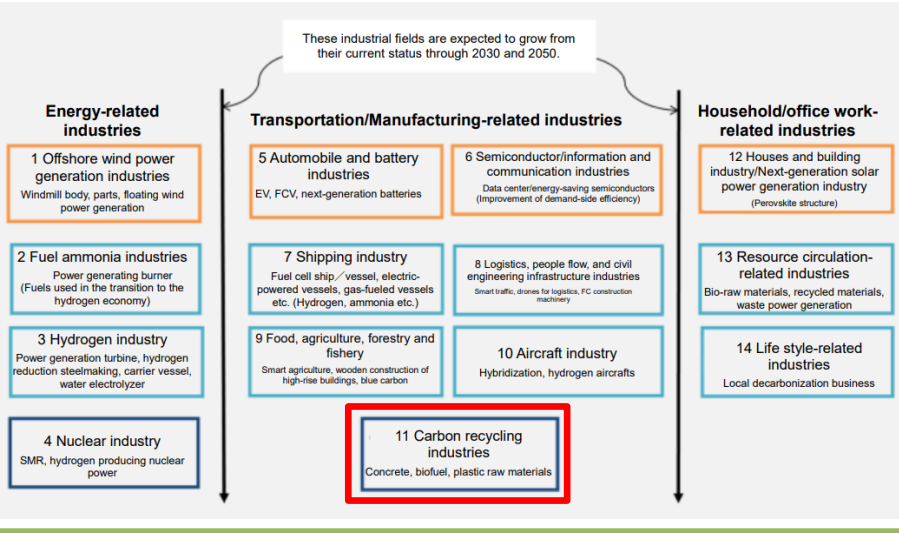 These industrial fields are expected to grow from
their current status through 2030 and 2050.
Energy-related
industries
1 Offshore wind power
generation industries
Windmill body, parts, floating wind
power generation
2 Fuel ammonia industries
Power generating burner
(Fuels used in the transition to the
hydrogen economy)
3 Hydrogen industry
Power generation turbine, hydrogen
reduction steelmaking, carrier vessel,
water electrolyzer
4 Nuclear industry
SMR, hydrogen producing nuclear
power
Transportation/Manufacturing-related industries
5 Automobile and battery
industries
EV, FCV, next-generation batteries
6 Semiconductor/information and
communication industries
Data center/energy-saving semiconductors
(Improvement of demand-side efficiency)
7 Shipping industry
Fuel cell ship／vessel, electric-
powered vessels, gas-fueled vessels
etc. (Hydrogen, ammonia etc.)
8 Logistics, people flow, and civil
engineering infrastructure industries
Smart traffic, drones for logistics, FC construction
machinery
9 Food, agriculture, forestry and
fishery
Smart agriculture, wooden construction of
high-rise buildings, blue carbon
10 Aircraft industry
Hybridization, hydrogen aircrafts
11 Carbon recycling
industries
Concrete, biofuel, plastic raw materials
Household/office work-
related industries
12 Houses and building
industry/Next-generation solar
power generation industry
(Perovskite structure)
13 Resource circulation-
related industries
Bio-raw materials, recycled materials,
waste power generation
14 Life style-related
industries
Local decarbonization business